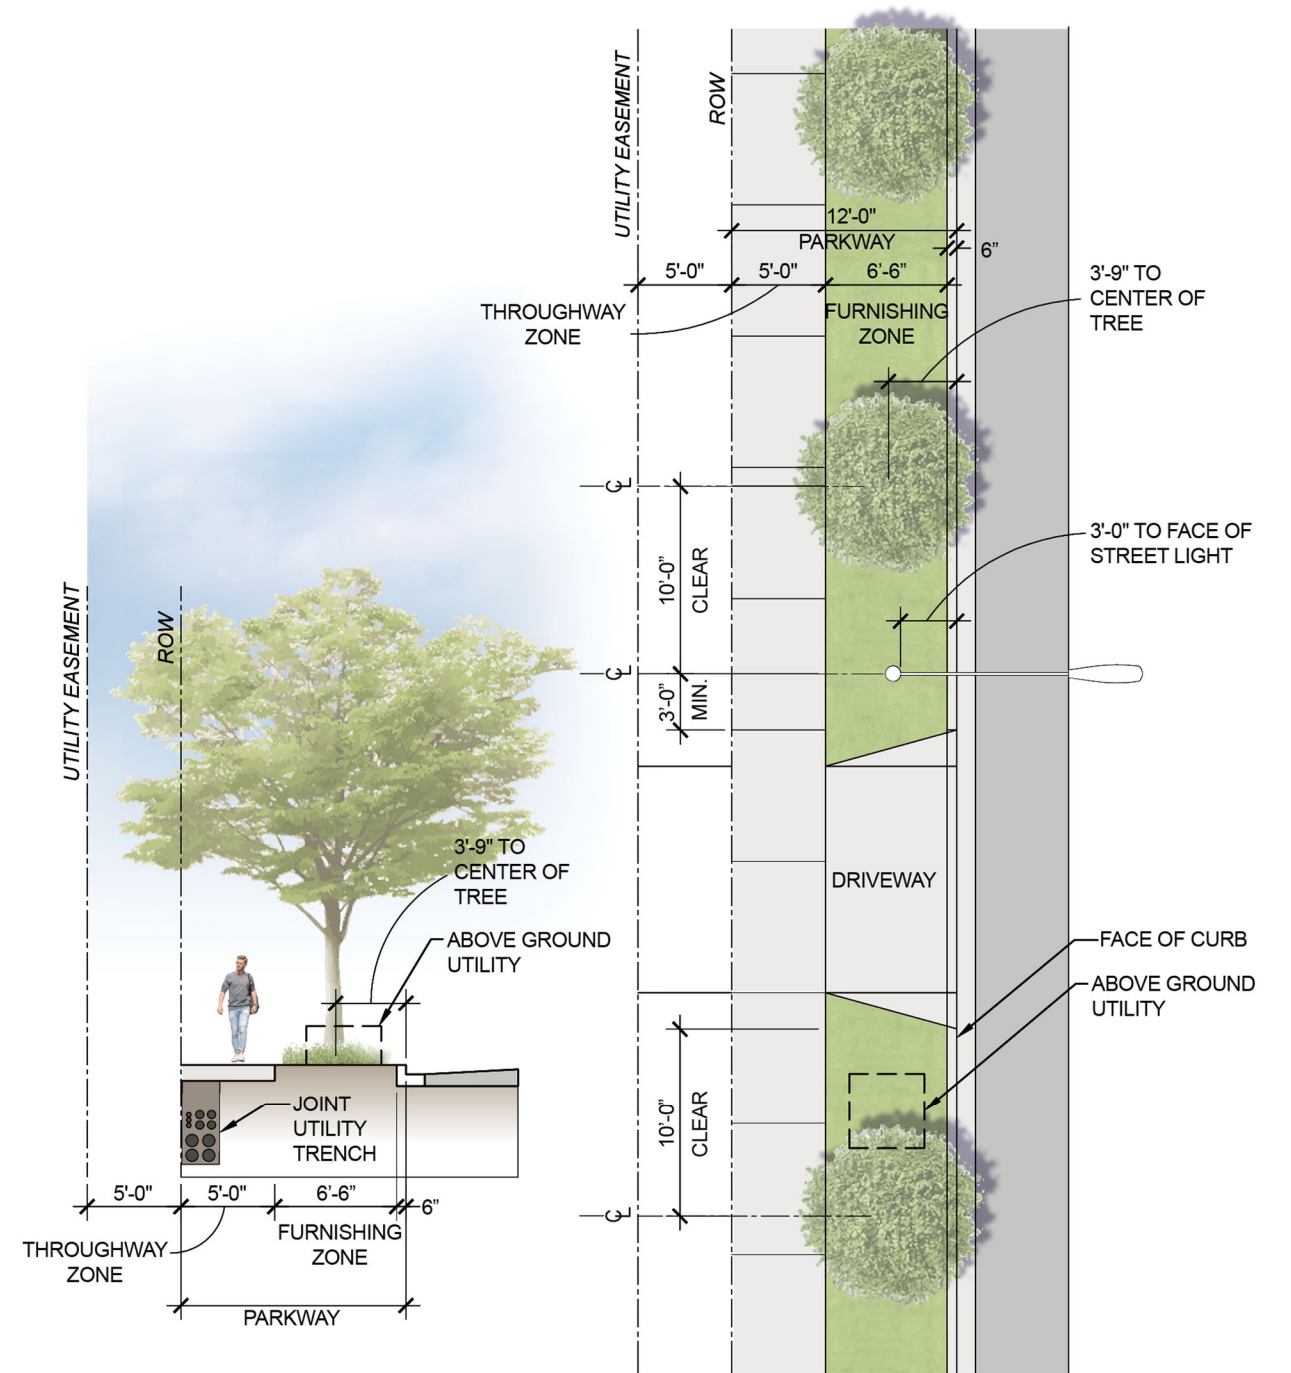 UTILITY EASEMENT
ROW
12'-0"
PARKWAY
6”
5'-0"
5'-0"
6’-6”
THROUGHWAY
ZONE
FURNISHING
ZONE
3'-9" TO
CENTER OF
TREE
CL
10’-0”
CLEAR
3'-0" TO FACE OF
STREET LIGHT
CL
3’-0”
MIN.
DRIVEWAY
FACE OF CURB
ABOVE GROUND
UTILITY
10’-0”
CLEAR
CL
UTILITY EASEMENT
ROW
3'-9" TO
CENTER OF
TREE
ABOVE GROUND
UTILITY
JOINT
UTILITY
TRENCH
5'-0"
5'-0"
6’-6”
6”
THROUGHWAY
ZONE
FURNISHING
ZONE
PARKWAY